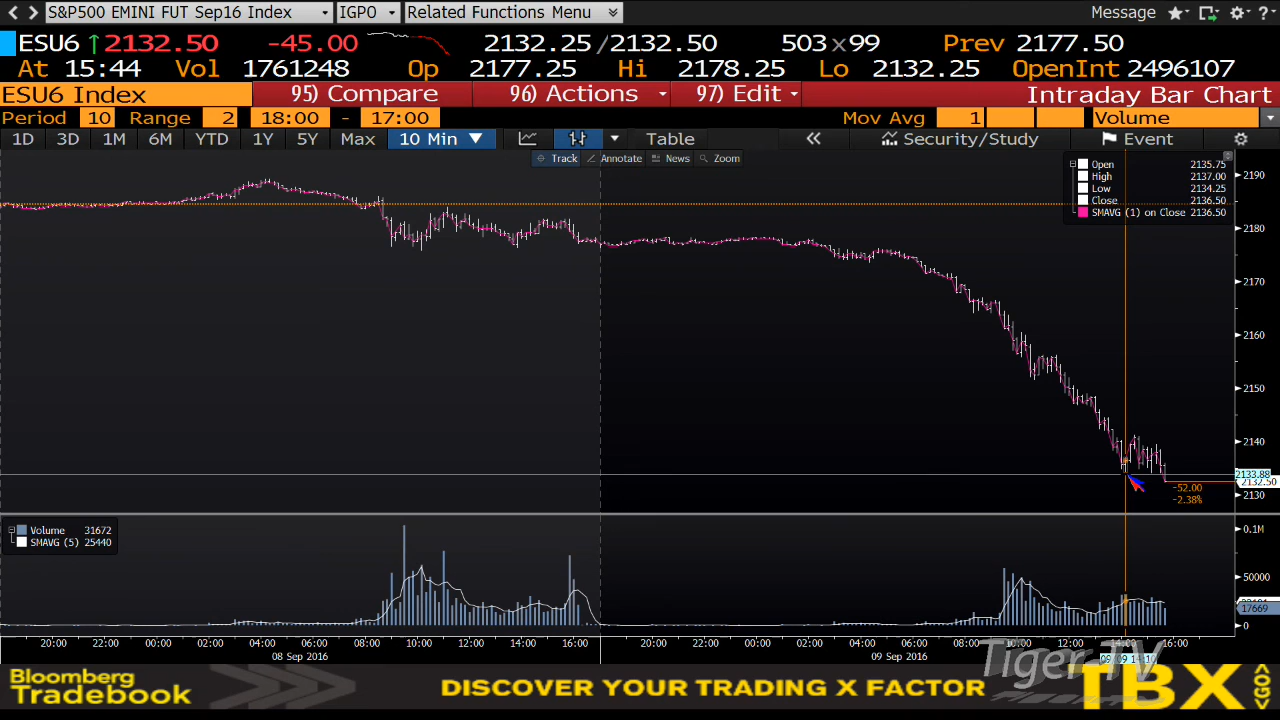 S&P500 EMINI FUT Sep16 Index IGPO Related Functions Menu Message ?
ESU6 ↑2132.50 -45.00 2132.25/2132.50 503x99 Prev 2177.50
At 15:44 Vol 1761248 Op 2177.25 Hi 2178.25 Lo 2132.25 OpenInt 2496107
ESU6 Index 95) Compare 96) Actions 97) Edit Intraday Bar Chart
Period 10 Range 2 18:00 - 17:00 Mov Avg 1 Volume
1D 3D 1M 6M YTD 1Y 5Y Max 10 Min ▼ Table « Security/Study Event
Track Annotate News Zoom
Open 2135.75
High 2137.00
Low 2134.25
Close 2136.50
SMAVG (1) on Close 2136.50
2190
2180
2170
2160
2150
2140
2133.88
2132.50
2130
-52.00
-2.38%
Volume 31672
SMAVG (5) 25440
0.1M
50000
17669
0
20:00 22:00 00:00 02:00 04:00 06:00 08:00 10:00 12:00 14:00 16:00 20:00 22:00 00:00 02:00 04:00 06:00 08:00 10:00 12:00 14:00 16:00
08 Sep 2016 09 Sep 2016 09/09 14:10
Tiger TV
Bloomberg
Tradebook
DISCOVER YOUR TRADING X FACTOR
TBX
<GO>